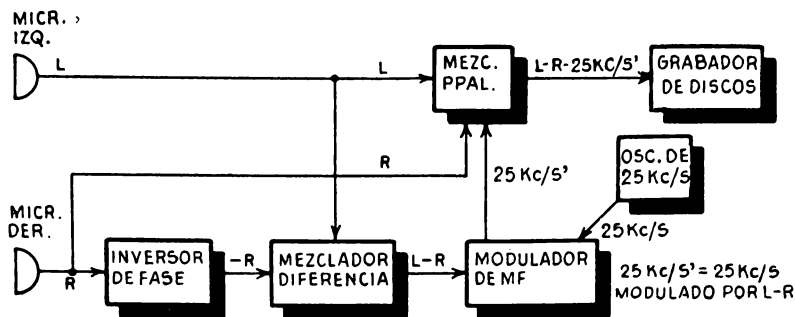 MICR.
IZQ.
L
L
MEZC.
PPAL.
L-R-25KC/S'
GRABADOR
DE DISCOS
R
25 Kc/S'
OSC. DE
25 Kc/S
MICR.
DER.
R
INVERSOR
DE FASE
-R
MEZCLADOR
DIFERENCIA
L-R
MODULADOR
DE MF
25Kc/S
25 Kc/S' = 25Kc/S
MODULADO POR L-R